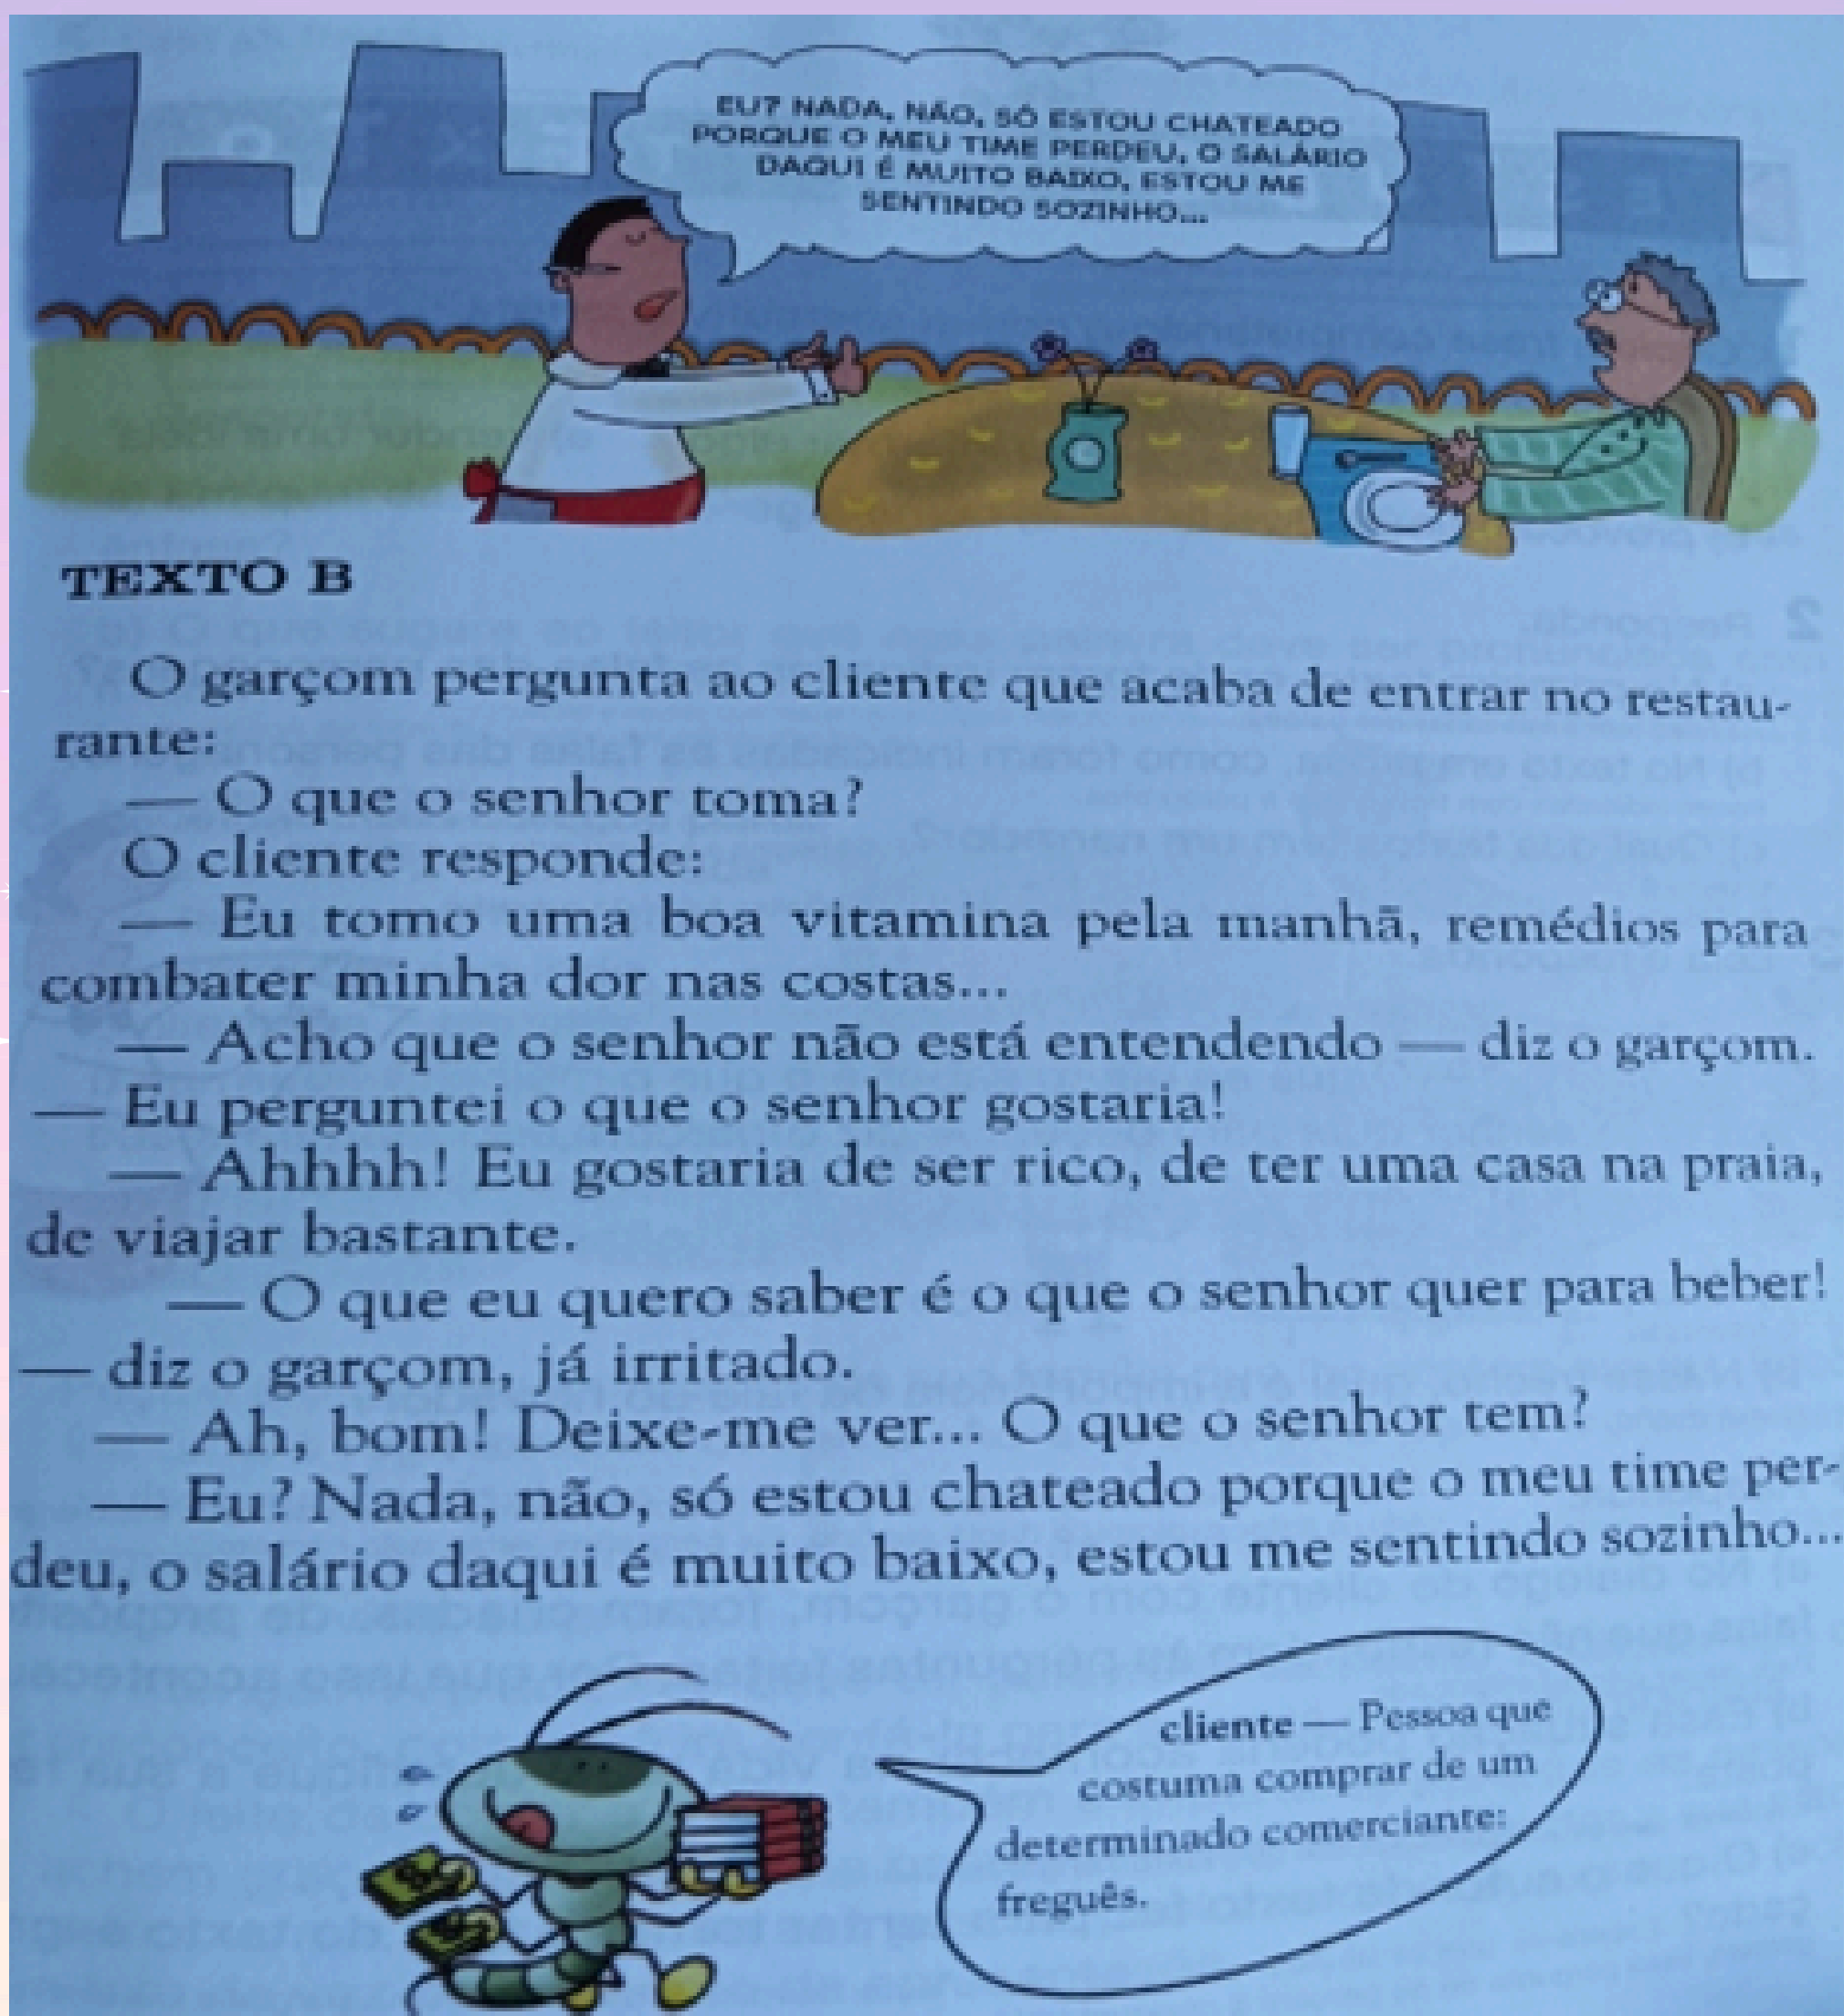 EU? NADA, NÃO, SÓ ESTOU CHATEADO
PORQUE O MEU TIME PERDEU, O SALÁRIO
DAQUI É MUITO BAIXO, ESTOU ME
SENTINDO SOZINHO...
TEXTO B
O garçom pergunta ao cliente que acaba de entrar no restau-
rante:
— O que o senhor toma?
O cliente responde:
— Eu tomo uma boa vitamina pela manhã, remédios para
combater minha dor nas costas...
— Acho que o senhor não está entendendo — diz o garçom.
— Eu perguntei o que o senhor gostaria!
— Ahhhh! Eu gostaria de ser rico, de ter uma casa na praia,
de viajar bastante.
— O que eu quero saber é o que o senhor quer para beber!
— diz o garçom, já irritado.
— Ah, bom! Deixe-me ver... O que o senhor tem?
— Eu? Nada, não, só estou chateado porque o meu time per-
deu, o salário daqui é muito baixo, estou me sentindo sozinho...
cliente — Pessoa que
costuma comprar de um
determinado comerciante:
freguês.